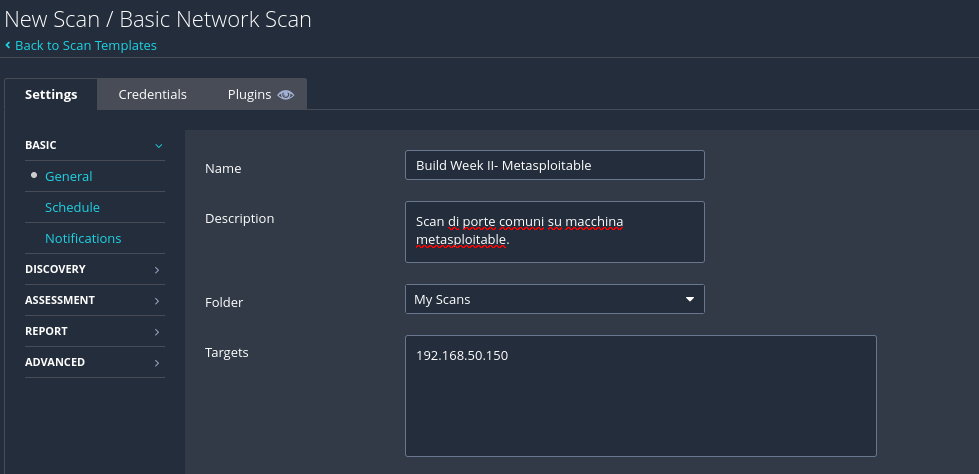 New Scan / Basic Network Scan
Back to Scan Templates
Settings Credentials Plugins
BASIC
General
Schedule
Notifications
DISCOVERY
ASSESSMENT
REPORT
ADVANCED
Name
Build Week II- Metasploitable
Description
Scan di porte comuni su macchina
metasploitable.
Folder
My Scans
Targets
192.168.50.150